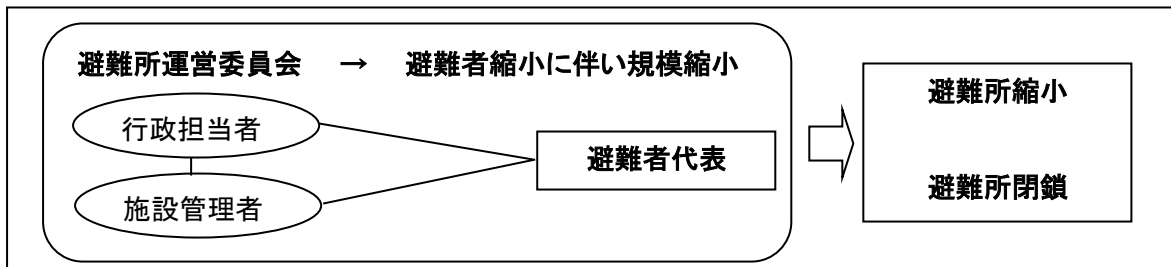 避難所運営委員会 → 避難者縮小に伴い規模縮小
行政担当者
施設管理者
避難者代表
避難所縮小
避難所閉鎖